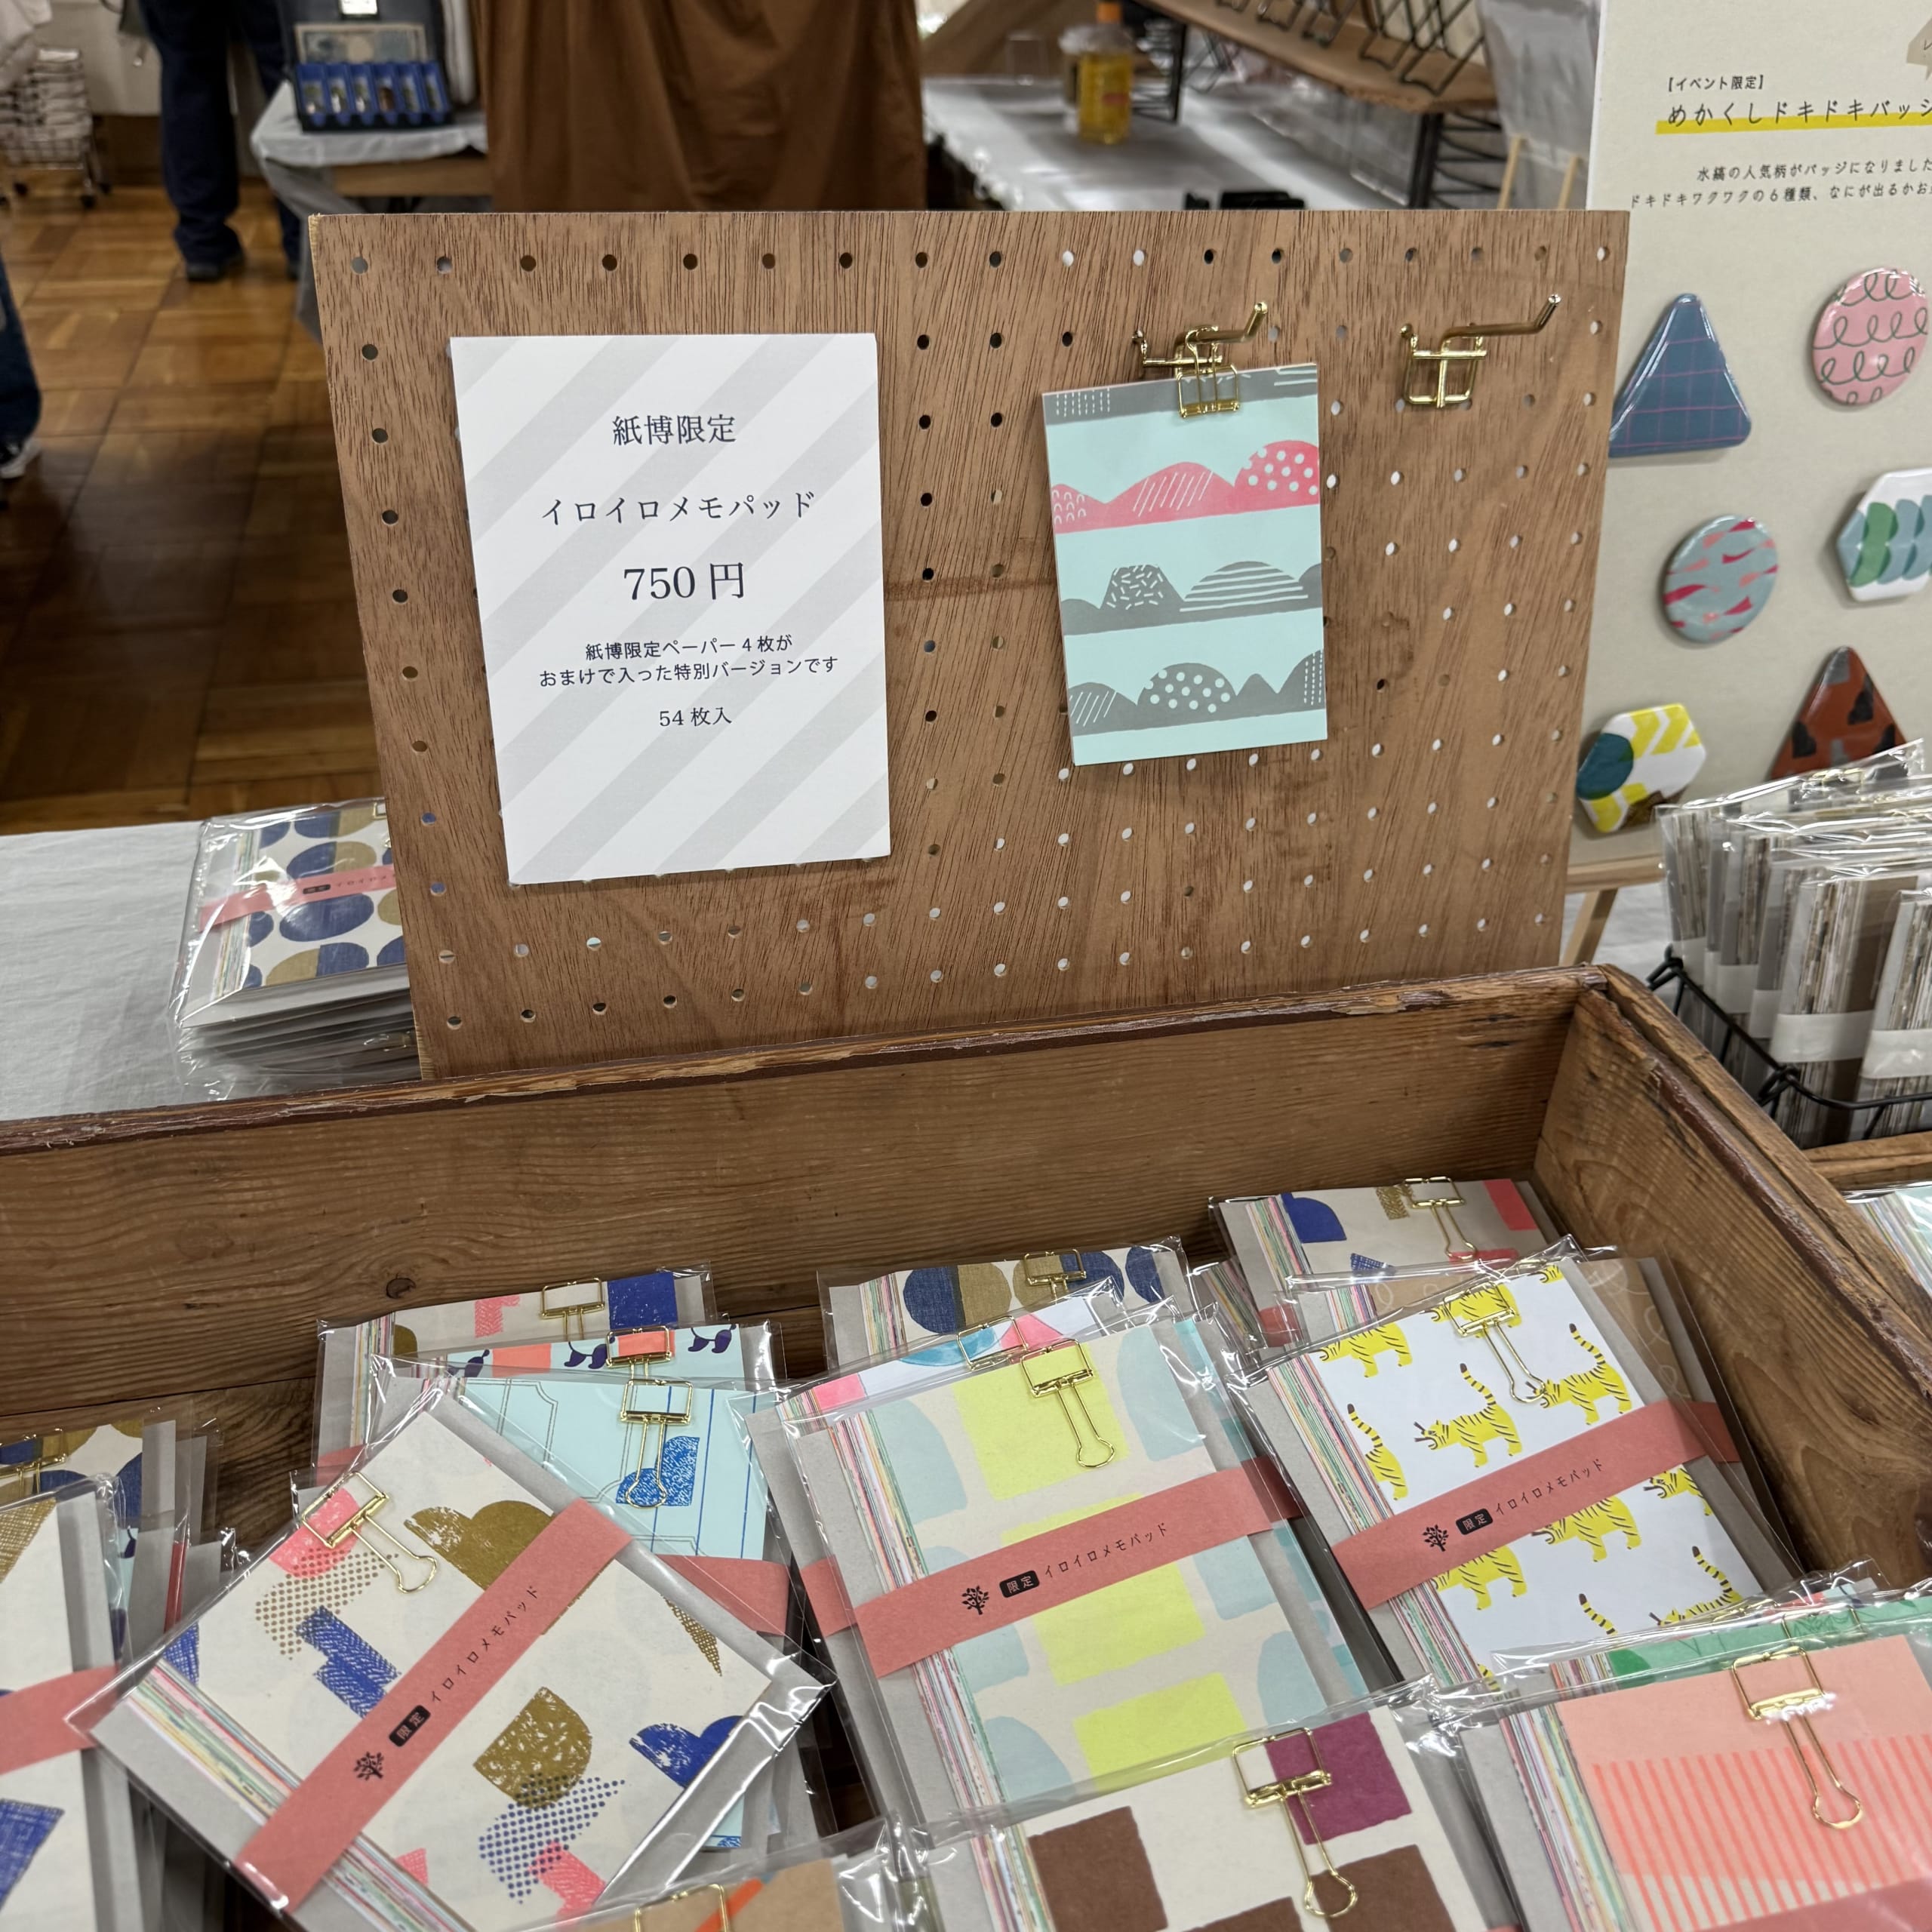 紙博限定
イロイロメモパッド
750 円
紙博限定ペーパー 4 枚が
おまけで入った特別バージョンです
54 枚入
【イベント限定】
めかくしドキドキバッジ
水縞の人気柄がバッジになりました
ドキドキワクワクの6種類、なにが出るかお
限定 イロイロメモパッド
限定 イロイロメモパッド
限定 イロイロメモパッド